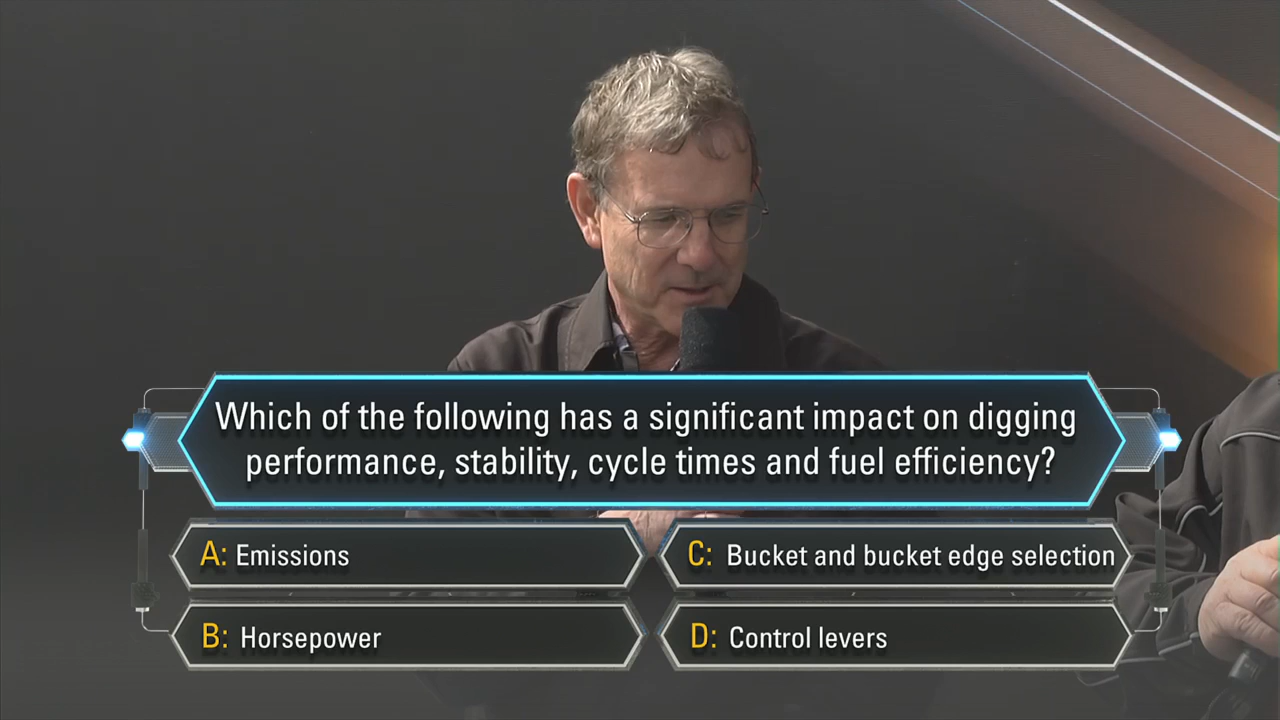 Which of the following has a significant impact on digging
performance, stability, cycle times and fuel efficiency?
A: Emissions
C: Bucket and bucket edge selection
B: Horsepower
D: Control levers